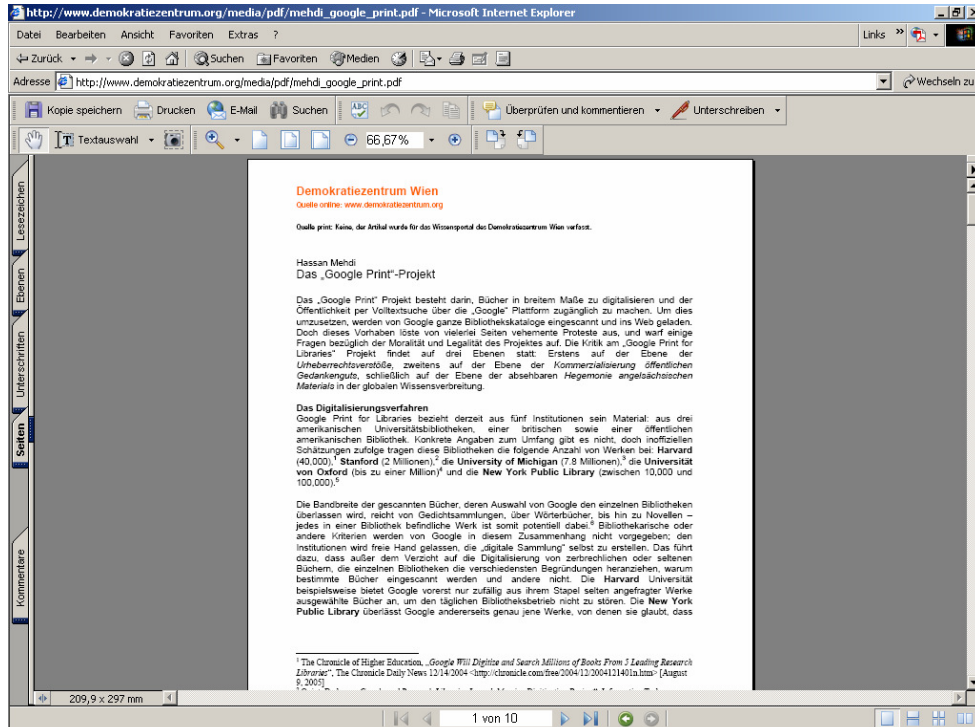 http://www.demokratiezentrum.org/media/pdf/mehdi_google_print.pdf - Microsoft Internet Explorer
Datei Bearbeiten Ansicht Favoriten Extras ? Links »
Zurück Suchen Favoriten Medien
Adresse http://www.demokratiezentrum.org/media/pdf/mehdi_google_print.pdf Wechseln zu
Kopie speichern Drucken E-Mail Suchen Überprüfen und kommentieren Unterschreiben
Textauswahl 66,67%
Lesezeichen
Ebenen
Unterschriften
Seiten
Kommentare
Demokratiezentrum Wien
Quelle online: www.demokratiezentrum.org
Quelle print: Keine, der Artikel wurde für das Wissensportal des Demokratiezentrum Wien verfasst.
Hassan Mehdi
Das „Google Print"-Projekt
Das „Google Print" Projekt besteht darin, Bücher in breitem Maße zu digitalisieren und der
Öffentlichkeit per Volltextsuche über die „Google" Plattform zugänglich zu machen. Um dies
umzusetzen, werden von Google ganze Bibliothekskataloge eingescannt und ins Web geladen.
Doch dieses Vorhaben löste von vielerlei Seiten vehemente Proteste aus, und warf einige
Fragen bezüglich der Moralität und Legalität des Projektes auf. Die Kritik am „Google Print for
Libraries" Projekt findet auf drei Ebenen statt: Erstens auf der Ebene der
Urheberrechtsverstöße, zweitens auf der Ebene der Kommerzialisierung öffentlichen
Gedankenguts, schließlich auf der Ebene der absehbaren Hegemonie angelsächsischen
Materials in der globalen Wissensverbreitung.
Das Digitalisierungsverfahren
Google Print for Libraries bezieht derzeit aus fünf Institutionen sein Material: aus drei
amerikanischen Universitätsbibliotheken, einer britischen sowie einer öffentlichen
amerikanischen Bibliothek. Konkrete Angaben zum Umfang gibt es nicht, doch inoffiziellen
Schätzungen zufolge tragen diese Bibliotheken die folgende Anzahl von Werken bei: Harvard
(40,000),¹ Stanford (2 Millionen),² die University of Michigan (7.8 Millionen),³ die Universität
von Oxford (bis zu einer Million)⁴ und die New York Public Library (zwischen 10,000 und
100,000).⁵
Die Bandbreite der gescannten Bücher, deren Auswahl von Google den einzelnen Bibliotheken
überlassen wird, reicht von Gedichtsammlungen, über Wörterbücher, bis hin zu Novellen –
jedes in einer Bibliothek befindliche Werk ist somit potentiell dabei.⁶ Bibliothekarische oder
andere Kriterien werden von Google in diesem Zusammenhang nicht vorgegeben; den
Institutionen wird freie Hand gelassen, die „digitale Sammlung" selbst zu erstellen. Das führt
dazu, dass außer dem Verzicht auf die Digitalisierung von zerbrechlichen oder seltenen
Büchern, die einzelnen Bibliotheken die verschiedensten Begründungen heranziehen, warum
bestimmte Bücher eingescannt werden und andere nicht. Die Harvard Universität
beispielsweise bietet Google vorerst nur zufällig aus ihrem Stapel selten angefragter Werke
ausgewählte Bücher an, um den täglichen Bibliotheksbetrieb nicht zu stören. Die New York
Public Library überlässt Google andererseits genau jene Werke, von denen sie glaubt, dass
¹ The Chronicle of Higher Education, „Google Will Digitize and Search Millions of Books From 5 Leading Research
Libraries", The Chronicle Daily News 12/14/2004 <http://chronicle.com/free/2004/12/2004121401n.htm> [August
9, 2005]
209,9 x 297 mm
1 von 10